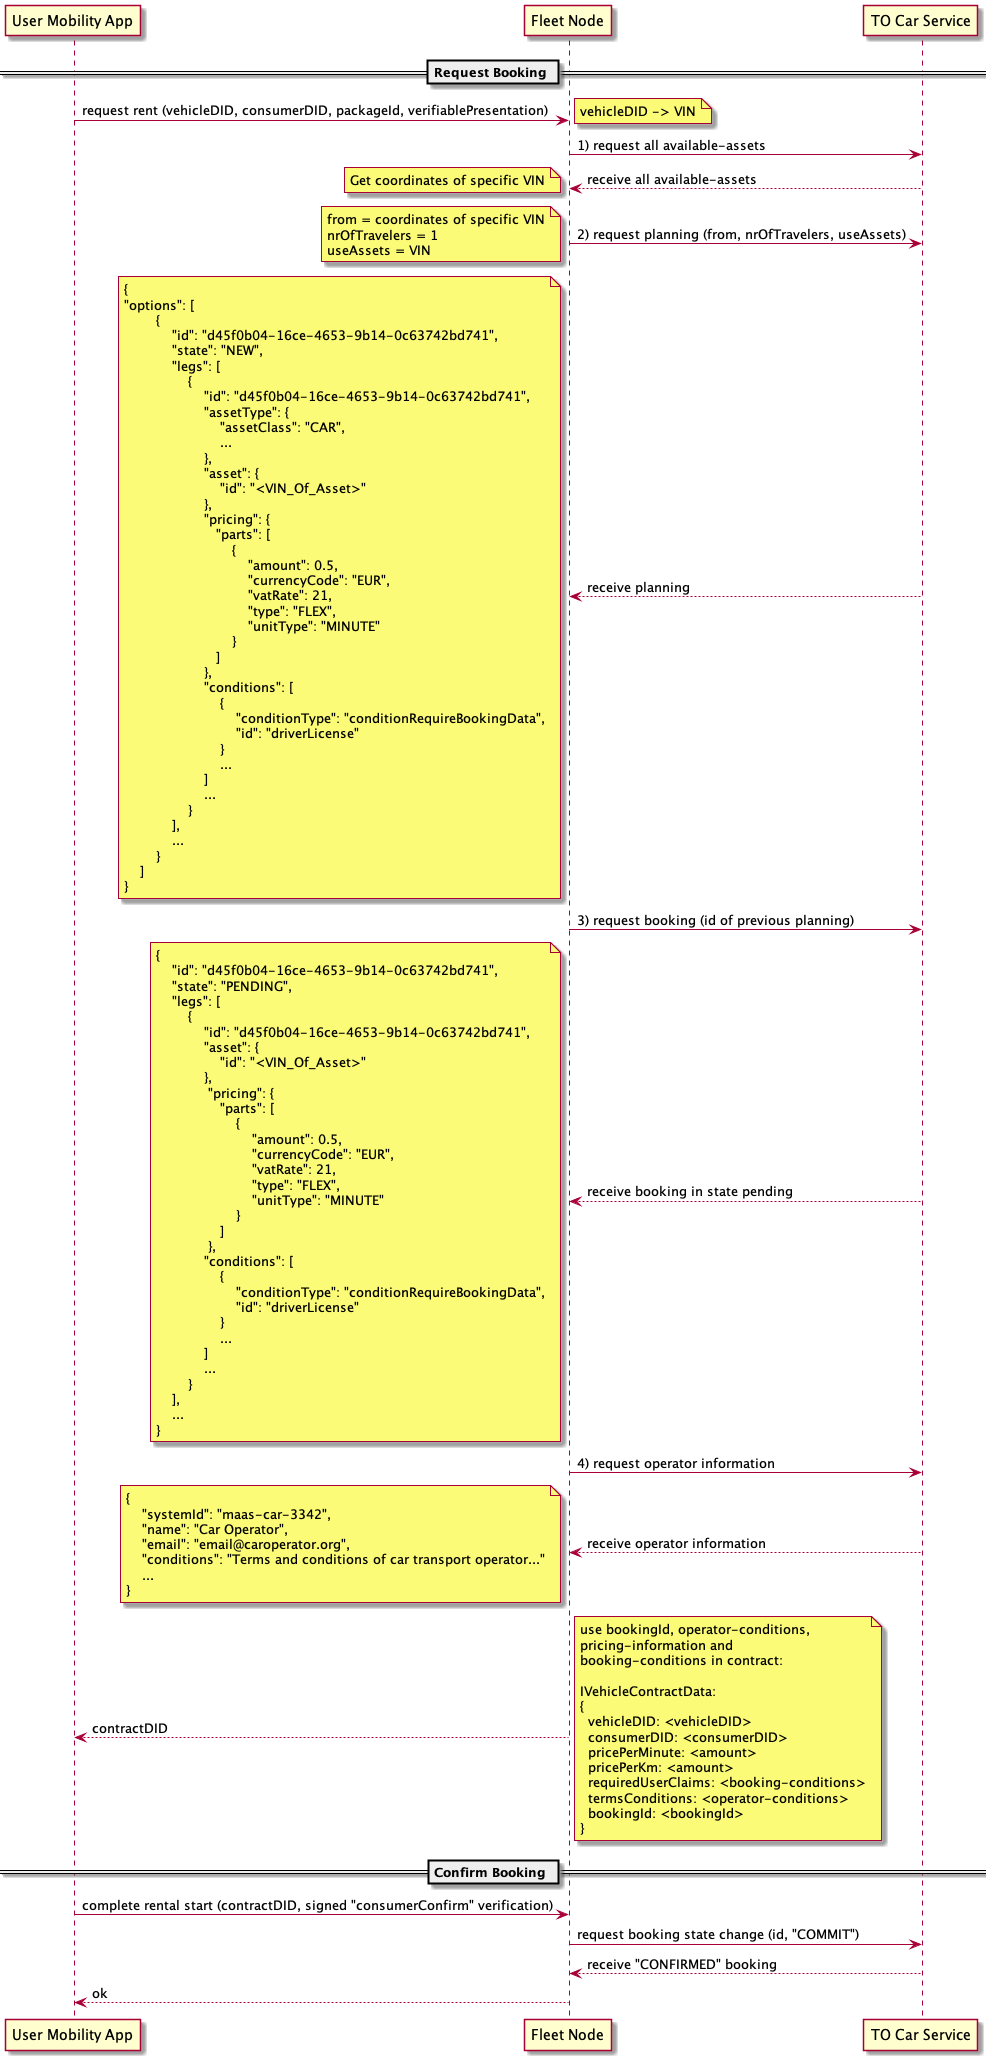 User Mobility App
Fleet Node
TO Car Service
Request Booking
request rent (vehicleDID, consumerDID, packageId, verifiablePresentation)
vehicleDID -> VIN
1) request all available-assets
Get coordinates of specific VIN
receive all available-assets
from = coordinates of specific VIN
nrOfTravelers = 1
useAssets = VIN
2) request planning (from, nrOfTravelers, useAssets)
{
"options": [
{
"id": "d45f0b04-16ce-4653-9b14-0c63742bd741",
"state": "NEW",
"legs": [
{
"id": "d45f0b04-16ce-4653-9b14-0c63742bd741",
"assetType": {
"assetClass": "CAR",
...
},
"asset": {
"id": "<VIN_Of_Asset>"
},
"pricing": {
"parts": [
{
"amount": 0.5,
"currencyCode": "EUR",
"vatRate": 21,
"type": "FLEX",
"unitType": "MINUTE"
}
]
},
"conditions": [
{
"conditionType": "conditionRequireBookingData",
"id": "driverLicense"
}
...
]
...
}
],
...
}
]
}
receive planning
3) request booking (id of previous planning)
{
"id": "d45f0b04-16ce-4653-9b14-0c63742bd741",
"state": "PENDING",
"legs": [
{
"id": "d45f0b04-16ce-4653-9b14-0c63742bd741",
"asset": {
"id": "<VIN_Of_Asset>"
},
"pricing": {
"parts": [
{
"amount": 0.5,
"currencyCode": "EUR",
"vatRate": 21,
"type": "FLEX",
"unitType": "MINUTE"
}
]
},
"conditions": [
{
"conditionType": "conditionRequireBookingData",
"id": "driverLicense"
}
...
]
...
}
],
...
}
receive booking in state pending
4) request operator information
{
"systemId": "maas-car-3342",
"name": "Car Operator",
"email": "email@caroperator.org",
"conditions": "Terms and conditions of car transport operator..."
...
}
receive operator information
use bookingId, operator-conditions,
pricing-information and
booking-conditions in contract:
IVehicleContractData:
{
vehicleDID: <vehicleDID>
consumerDID: <consumerDID>
pricePerMinute: <amount>
pricePerKm: <amount>
requiredUserClaims: <booking-conditions>
termsConditions: <operator-conditions>
bookingId: <bookingId>
}
contractDID
Confirm Booking
complete rental start (contractDID, signed "consumerConfirm" verification)
request booking state change (id, "COMMIT")
receive "CONFIRMED" booking
ok
User Mobility App
Fleet Node
TO Car Service